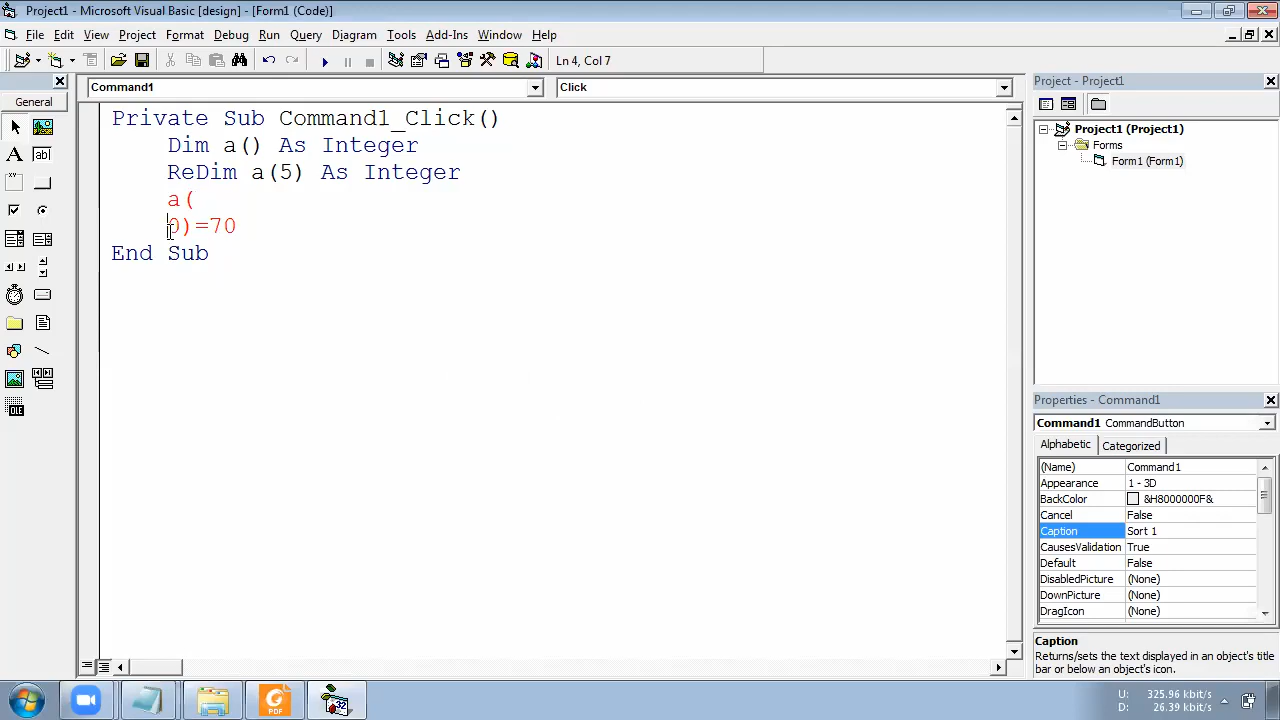 Project1 - Microsoft Visual Basic [design] - [Form1 (Code)]
File Edit View Project Format Debug Run Query Diagram Tools Add-Ins Window Help
Ln 4, Col 7
General
Command1 Click
Private Sub Command1_Click()
Dim a() As Integer
ReDim a(5) As Integer
a(
0)=70
End Sub
Project - Project1
Project1 (Project1)
Forms
Form1 (Form1)
Properties - Command1
Command1 CommandButton
Alphabetic Categorized
(Name) Command1
Appearance 1 - 3D
BackColor &H8000000F&
Cancel False
Caption Sort 1
CausesValidation True
Default False
DisabledPicture (None)
DownPicture (None)
DragIcon (None)
Caption
Returns/sets the text displayed in an object's title
bar or below an object's icon.
A
ab|
OLE
PDF
32
U: 325.96 kbit/s
D: 26.39 kbit/s